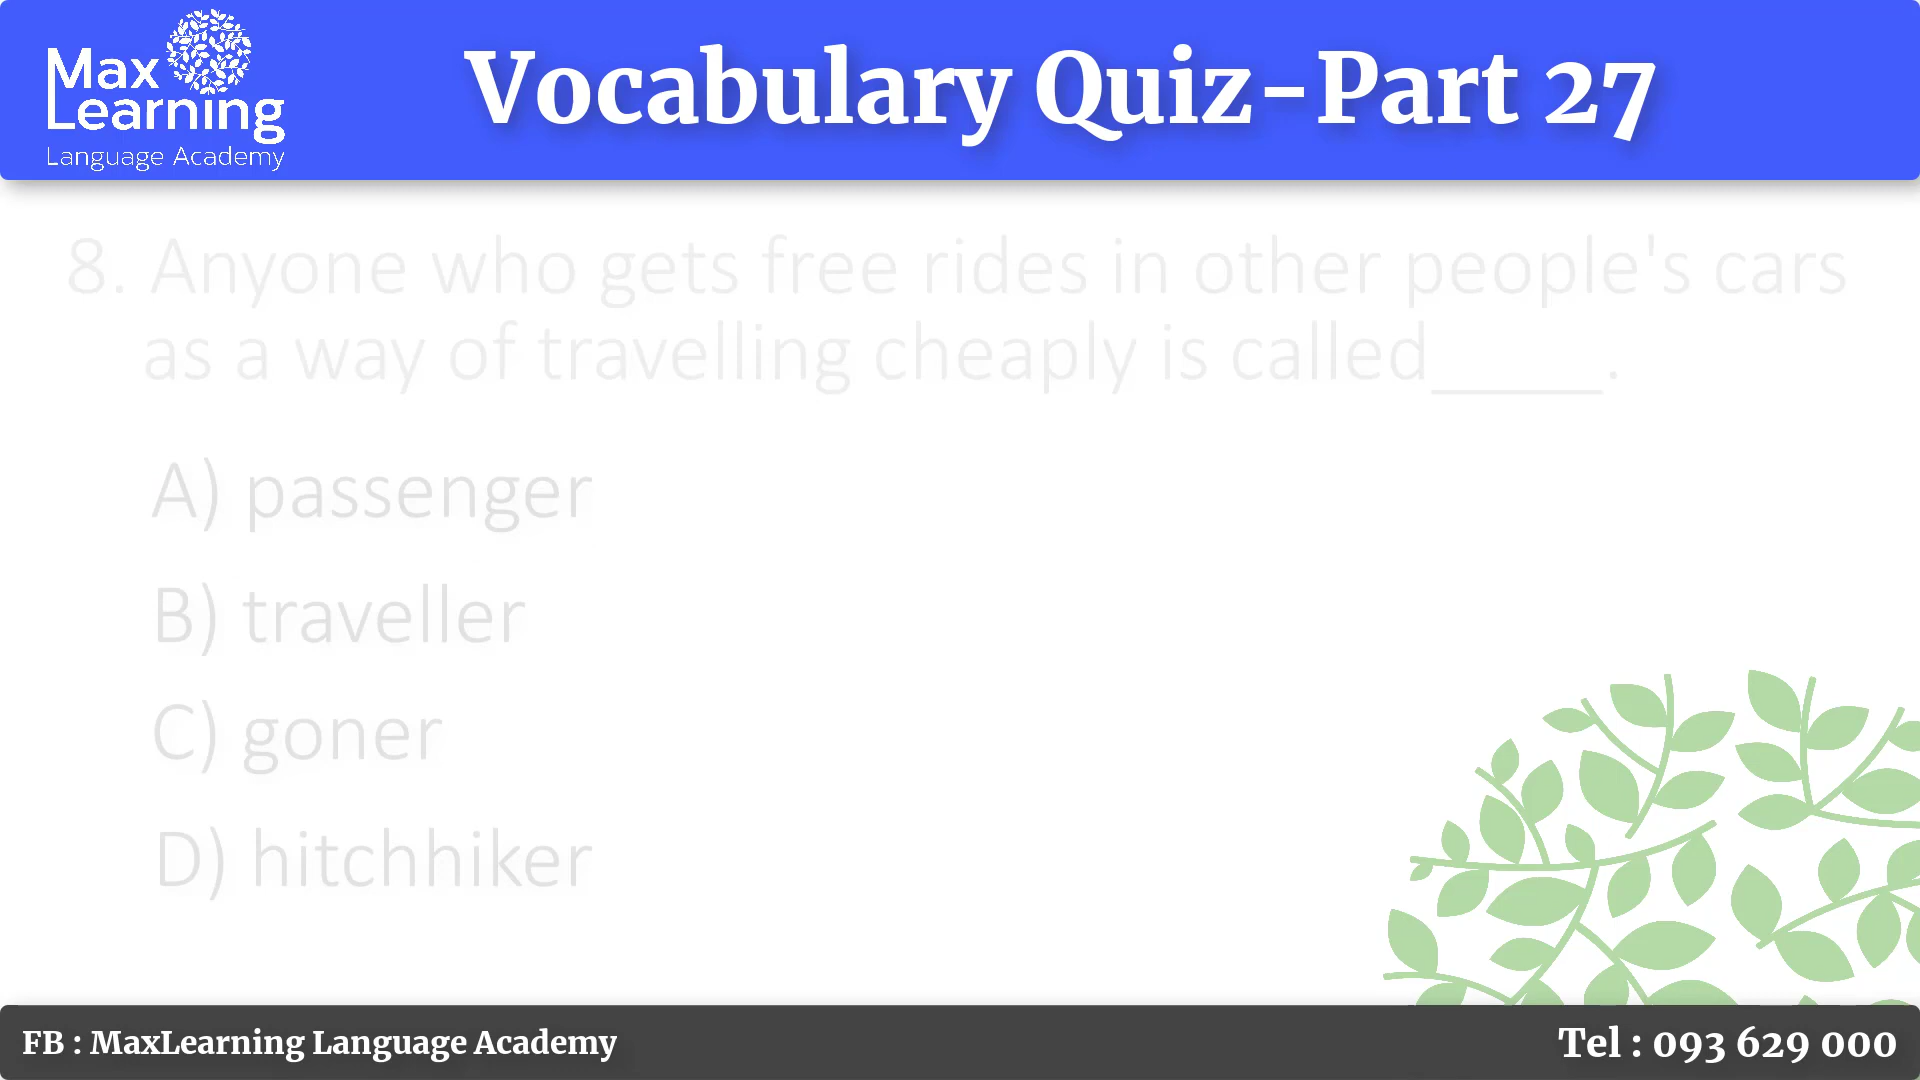 Max
Learning
Language Academy
Vocabulary Quiz-Part 27
8. Anyone who gets free rides in other people's cars
as a way of travelling cheaply is called_____.
A) passenger
B) traveller
C) goner
D) hitchhiker
FB : MaxLearning Language Academy
Tel : 093 629 000